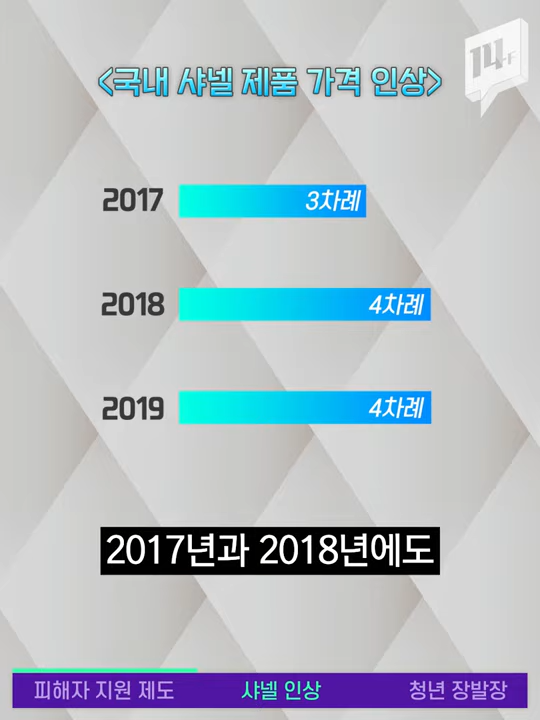 <국내 샤넬 제품 가격 인상>
14F
2017 3차례
2018 4차례
2019 4차례
2017년과 2018년에도
피해자 지원 제도 샤넬 인상 청년 장발장